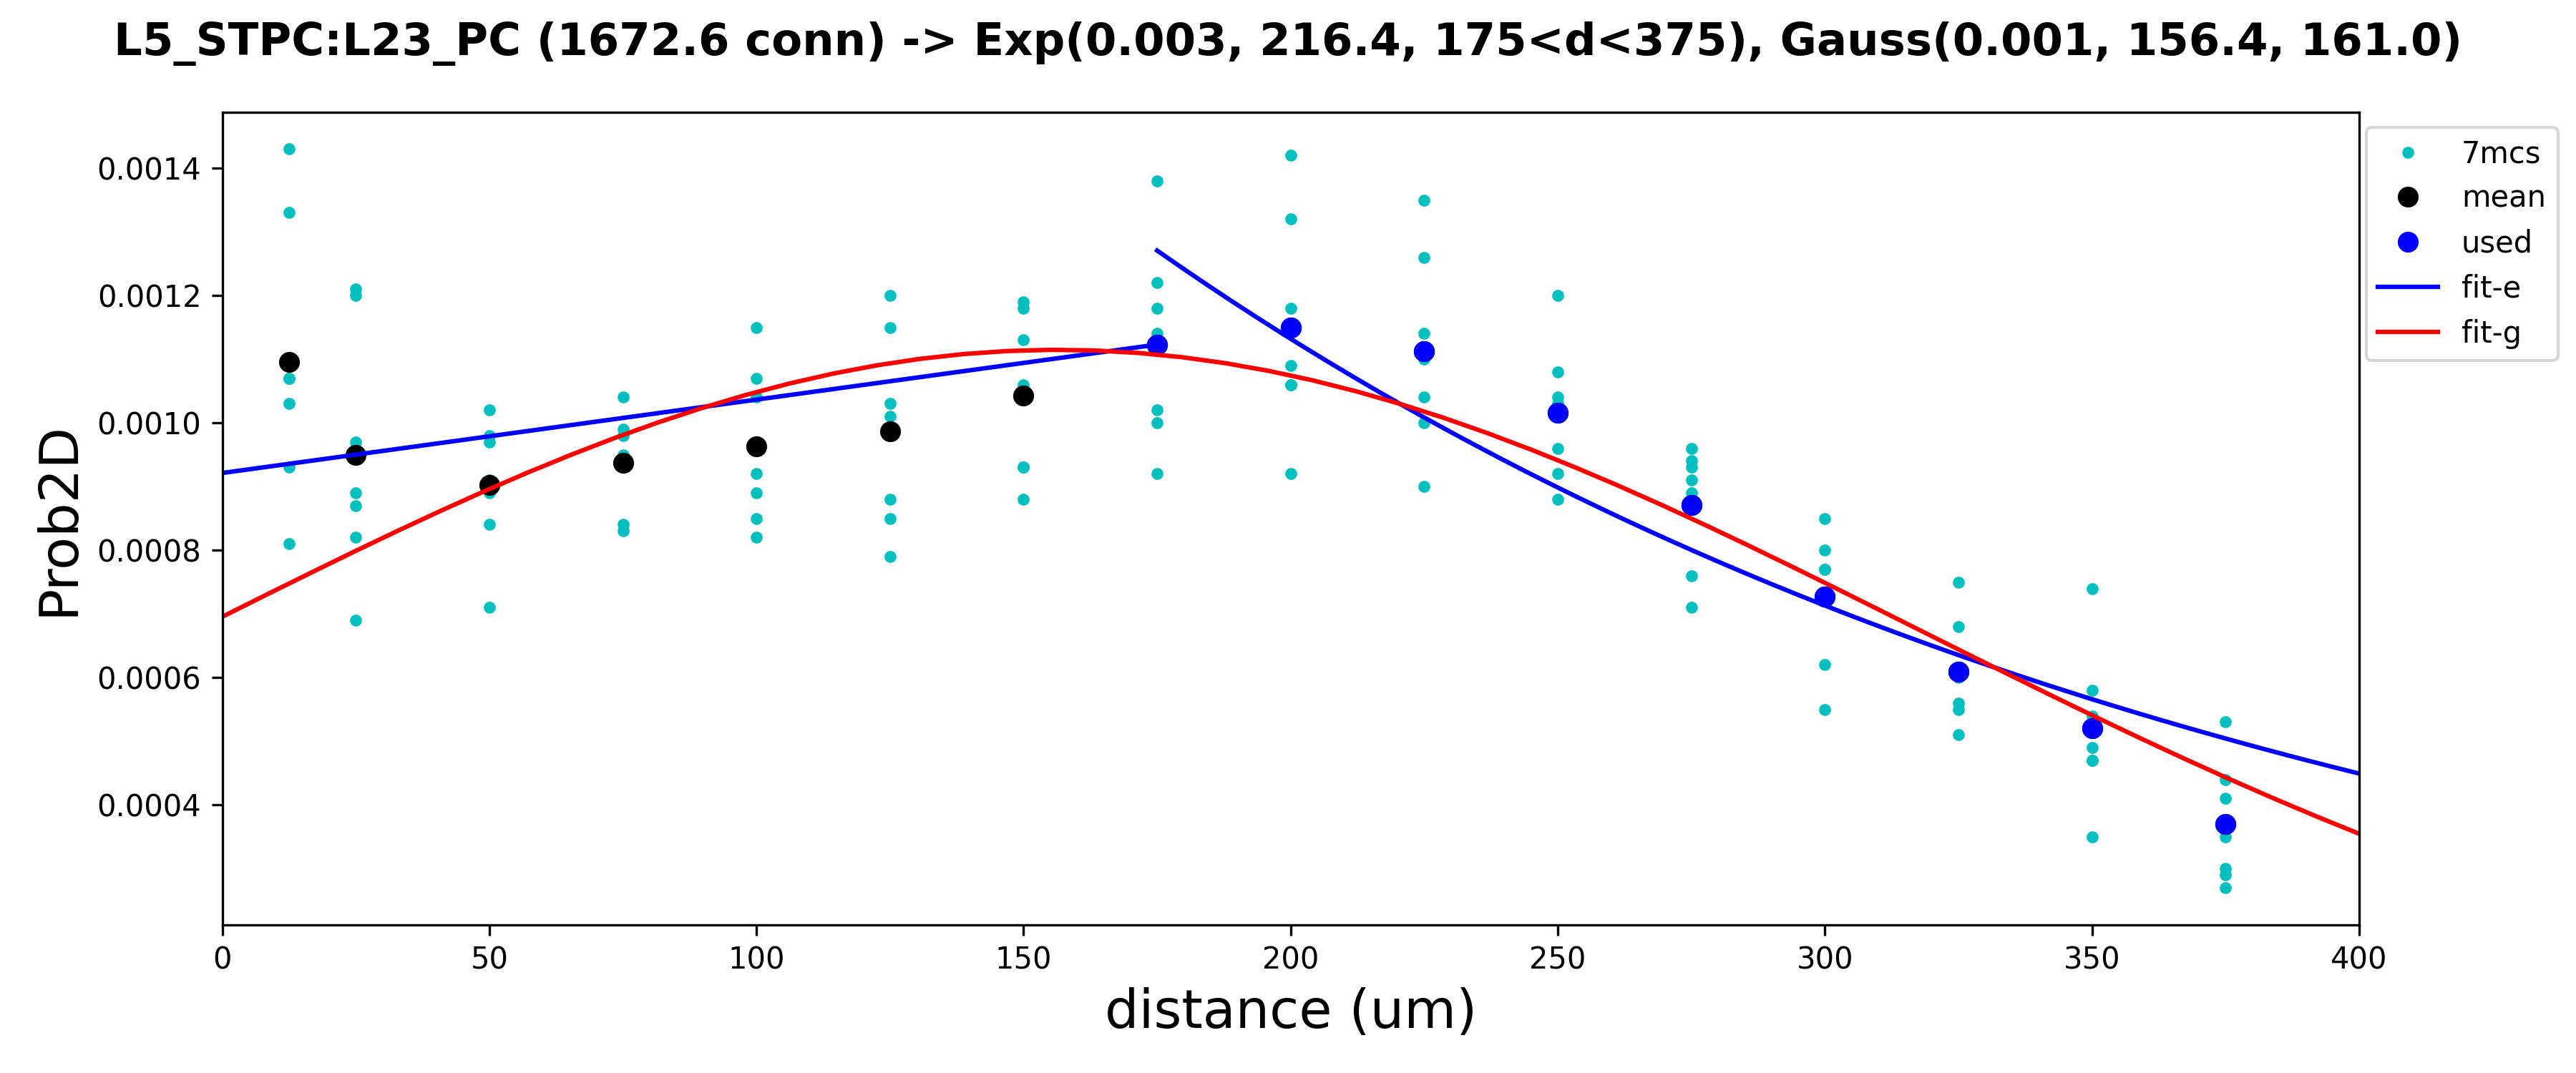 L5_STPC:L23_PC (1672.6 conn) -> Exp(0.003, 216.4, 175<d<375), Gauss(0.001, 156.4, 161.0)
7mcs
mean
used
fit-e
fit-g
Prob2D
0.0014
0.0012
0.0010
0.0008
0.0006
0.0004
0 50 100 150 200 250 300 350 400
distance (um)